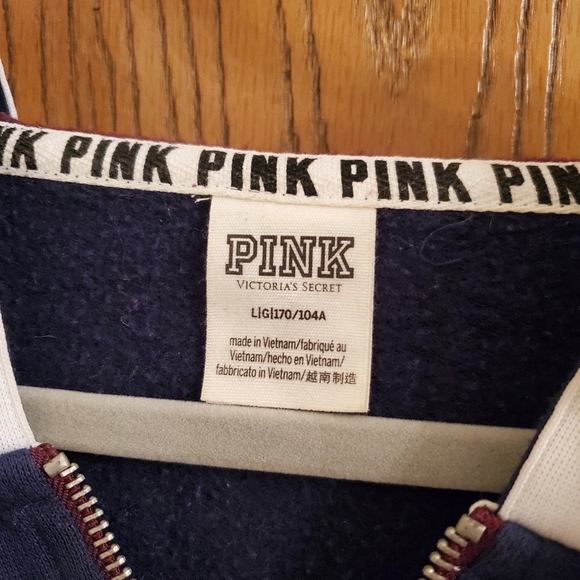 PINK PINK PINK PINK PIN
PINK
VICTORIA'S SECRET
L|G|170/104A
made in Vietnam/fabriqué au
Vietnam/hecho en Vietnam/
fabbricato in Vietnam/越南制造